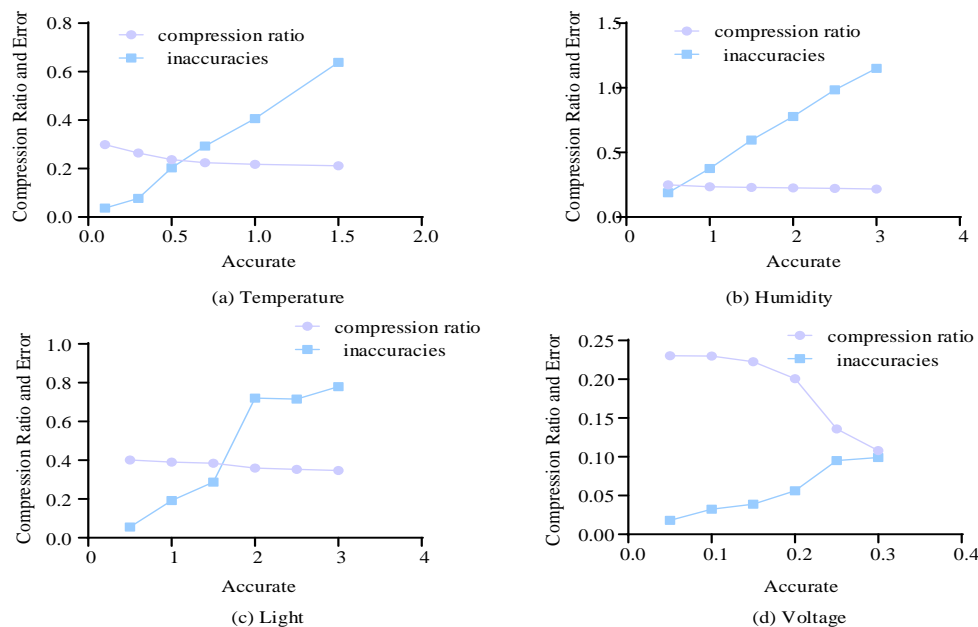 Compression Ratio and Error
0.8
0.6
0.4
0.2
0.0
compression ratio
inaccuracies
0.0 0.5 1.0 1.5 2.0
Accurate
(a) Temperature
Compression Ratio and Error
1.5
1.0
0.5
0.0
compression ratio
inaccuracies
0 1 2 3 4
Accurate
(b) Humidity
Compression Ratio and Error
1.0
0.8
0.6
0.4
0.2
0.0
compression ratio
inaccuracies
0 1 2 3 4
Accurate
(c) Light
Compression Ratio and Error
0.25
0.20
0.15
0.10
0.05
0.00
compression ratio
inaccuracies
0.0 0.1 0.2 0.3 0.4
Accurate
(d) Voltage